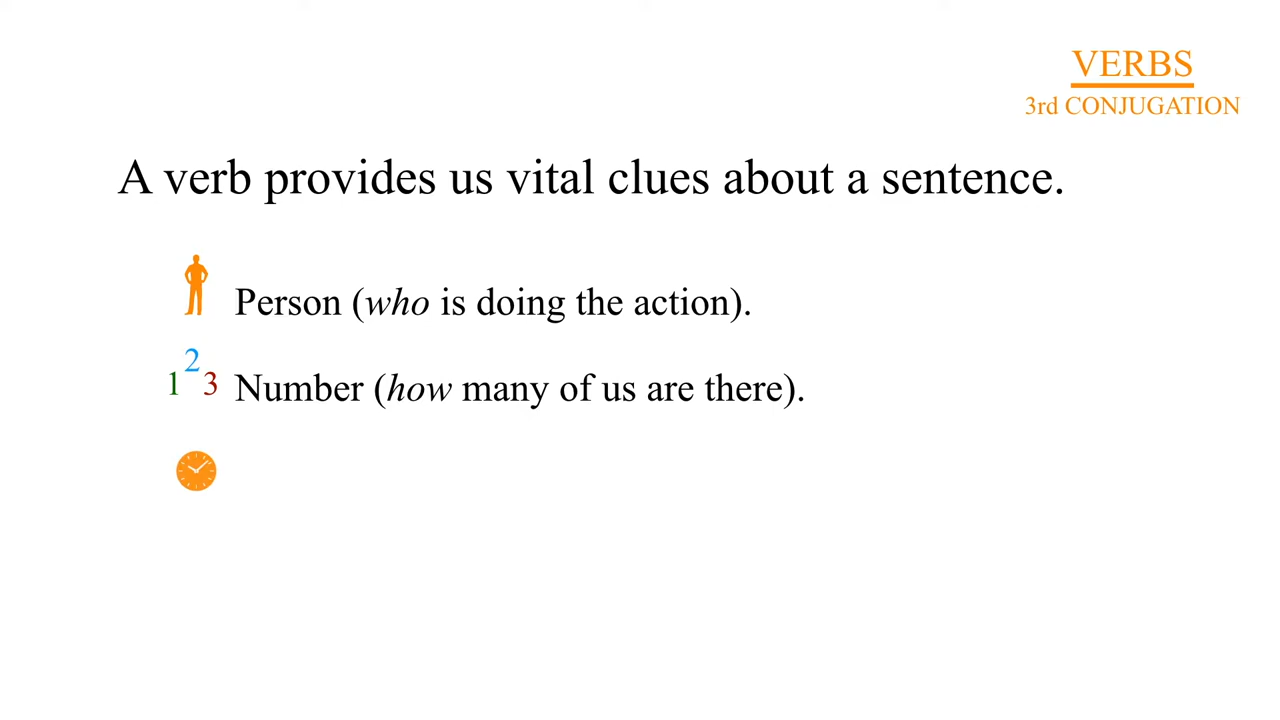 VERBS
3rd CONJUGATION
A verb provides us vital clues about a sentence.
Person (who is doing the action).
1 2 3 Number (how many of us are there).